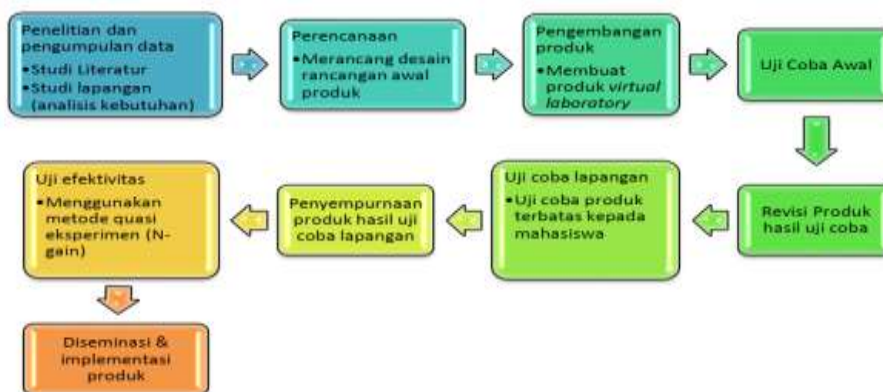 Penelitian dan
pengumpulan data
•Studi Literatur
•Studi lapangan
(analisis kebutuhan)
Perencanaan
•Merancang desain
rancangan awal
produk
Pengembangan
produk
•Membuat
produk virtual
laboratory
Uji Coba Awal
Revisi Produk
hasil uji coba
Uji coba lapangan
•Uji coba produk
terbatas kepada
mahasiswa
Penyempurnaan
produk hasil uji
coba lapangan
Uji efektivitas
•Menggunakan
metode quasi
eksperimen (N-
gain)
Diseminasi &
implementasi
produk